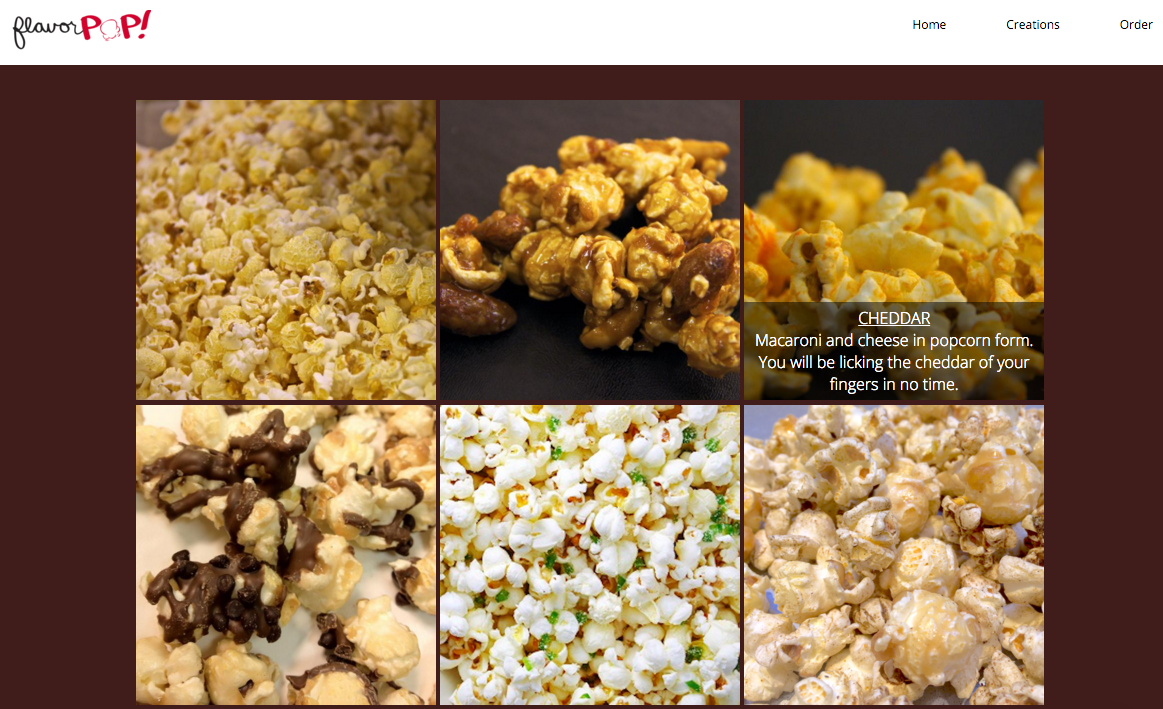 flavorPOP!
Home
Creations
Order
CHEDDAR
Macaroni and cheese in popcorn form.
You will be licking the cheddar of your
fingers in no time.